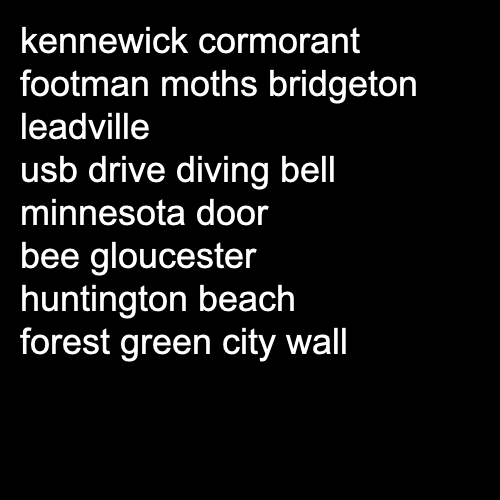 kennewick cormorant
footman moths bridgeton
leadville
usb drive diving bell
minnesota door
bee gloucester
huntington beach
forest green city wall